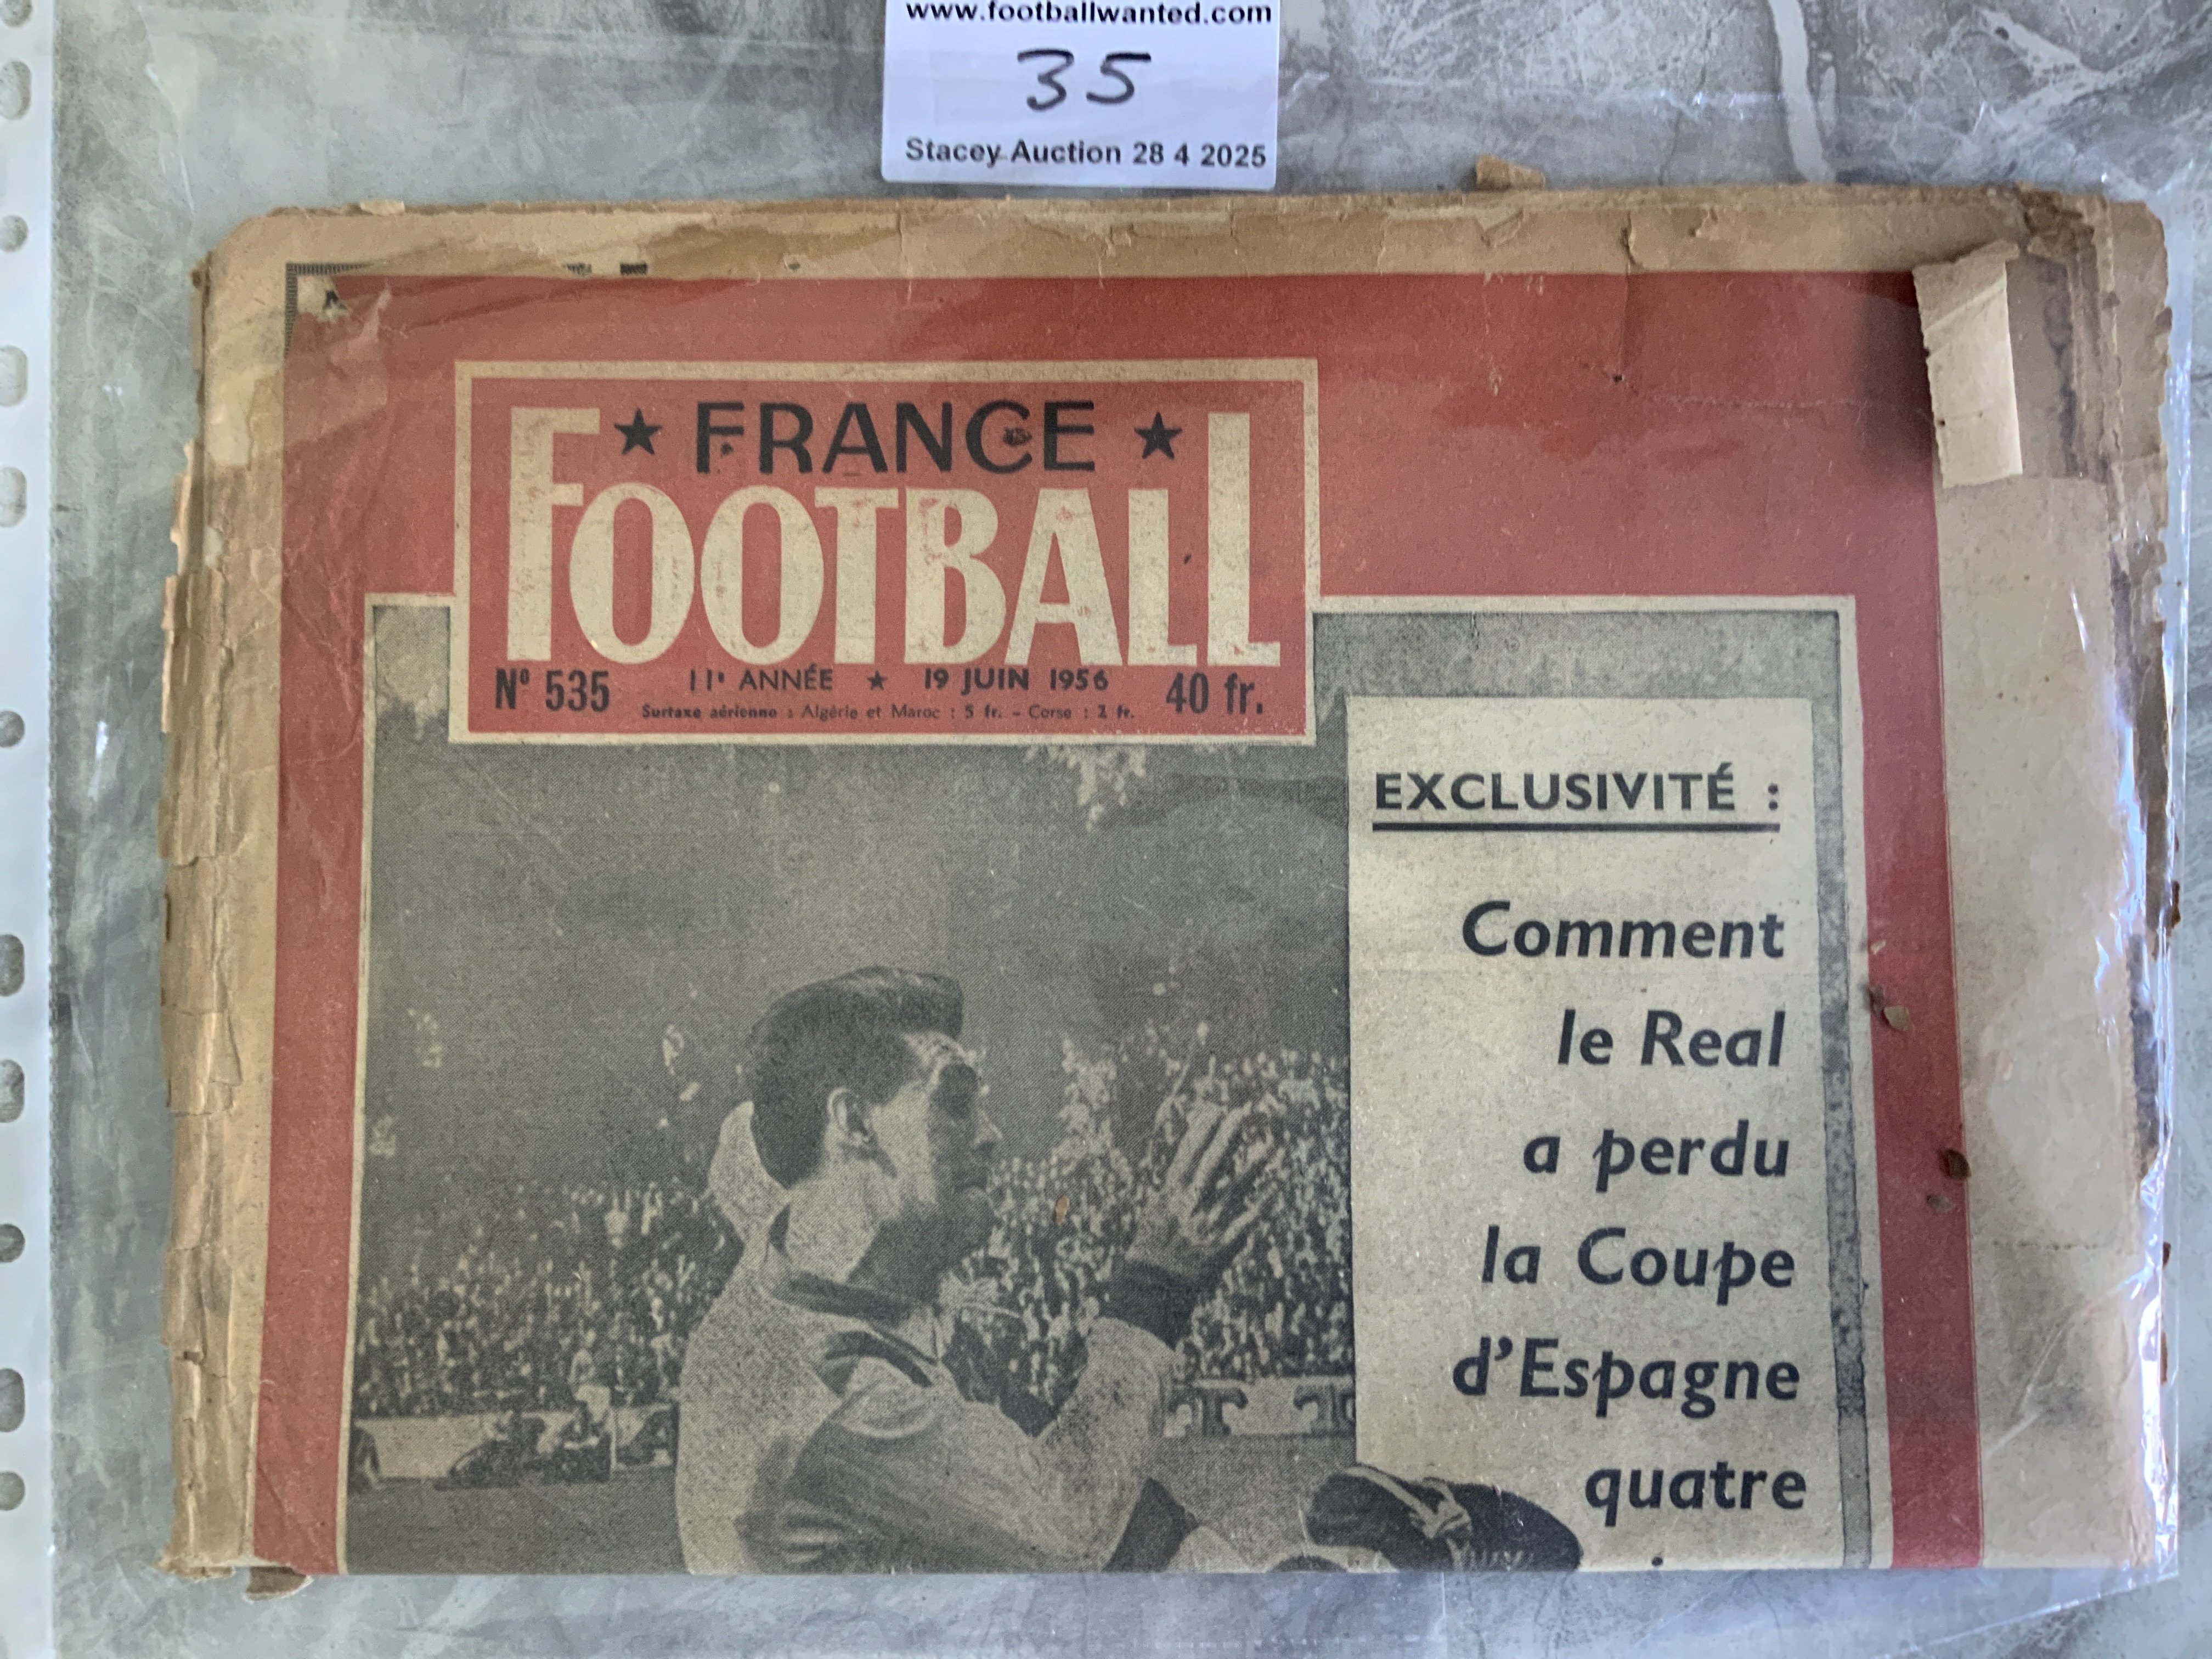 www.footballwanted.com
35
Stacey Auction 28 4 2025
★ FRANCE ★
FOOTBALL
N° 535 11e ANNÉE ★ 19 JUIN 1956 40 fr.
Surtaxe aérienne : Algérie et Maroc : 5 fr. - Corse : 2 fr.
EXCLUSIVITÉ :
Comment
le Real
a perdu
la Coupe
d'Espagne
quatre